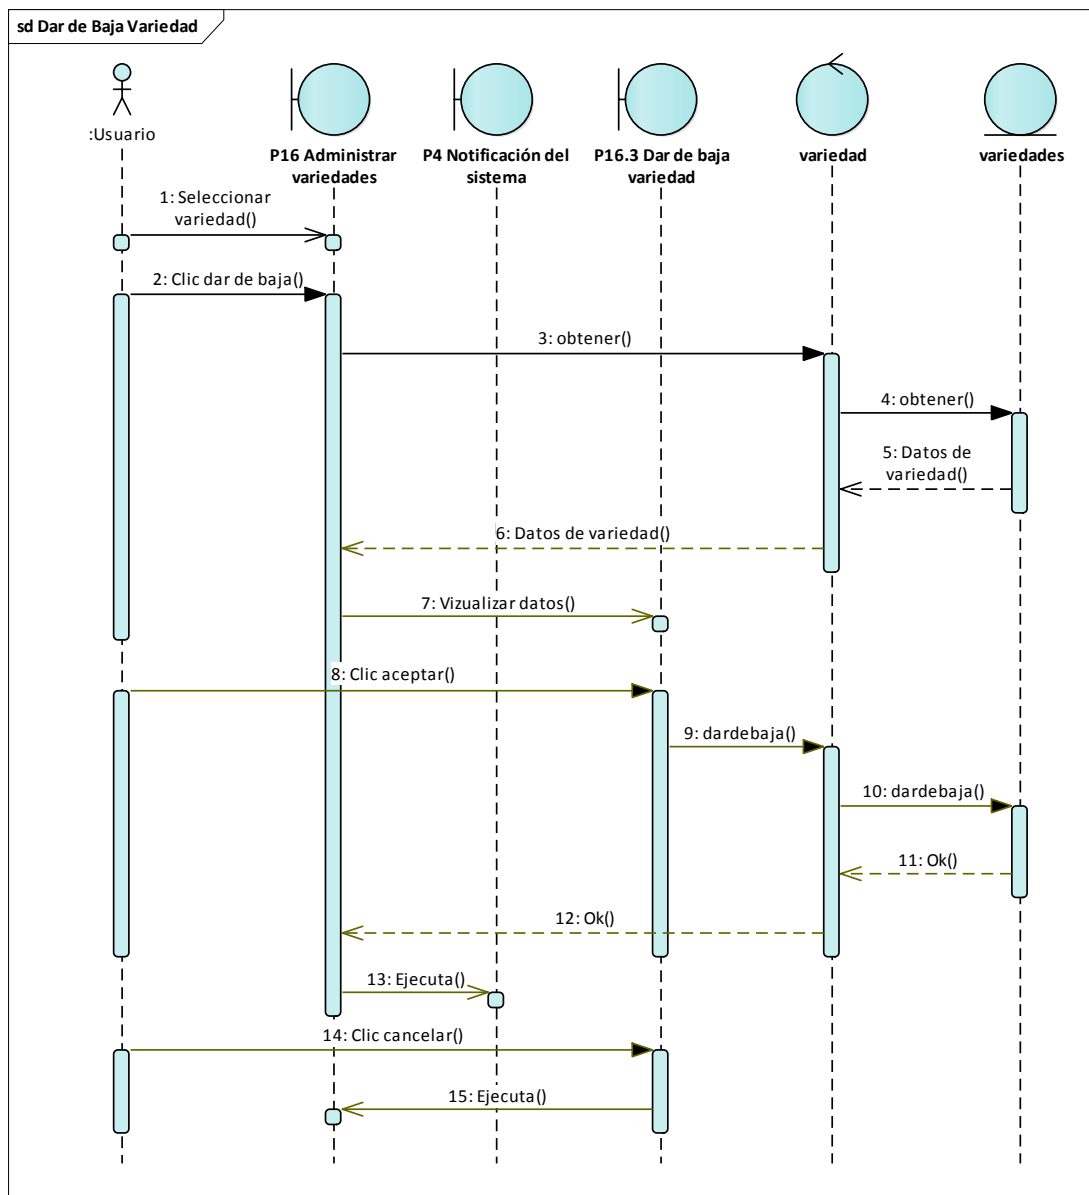 sd Dar de Baja Variedad
:Usuario
P16 Administrar
variedades
P4 Notificación del
sistema
P16.3 Dar de baja
variedad
variedad
variedades
1: Seleccionar
variedad()
2: Clic dar de baja()
3: obtener()
4: obtener()
5: Datos de
variedad()
6: Datos de variedad()
7: Vizualizar datos()
8: Clic aceptar()
9: dardebaja()
10: dardebaja()
11: Ok()
12: Ok()
13: Ejecuta()
14: Clic cancelar()
15: Ejecuta()